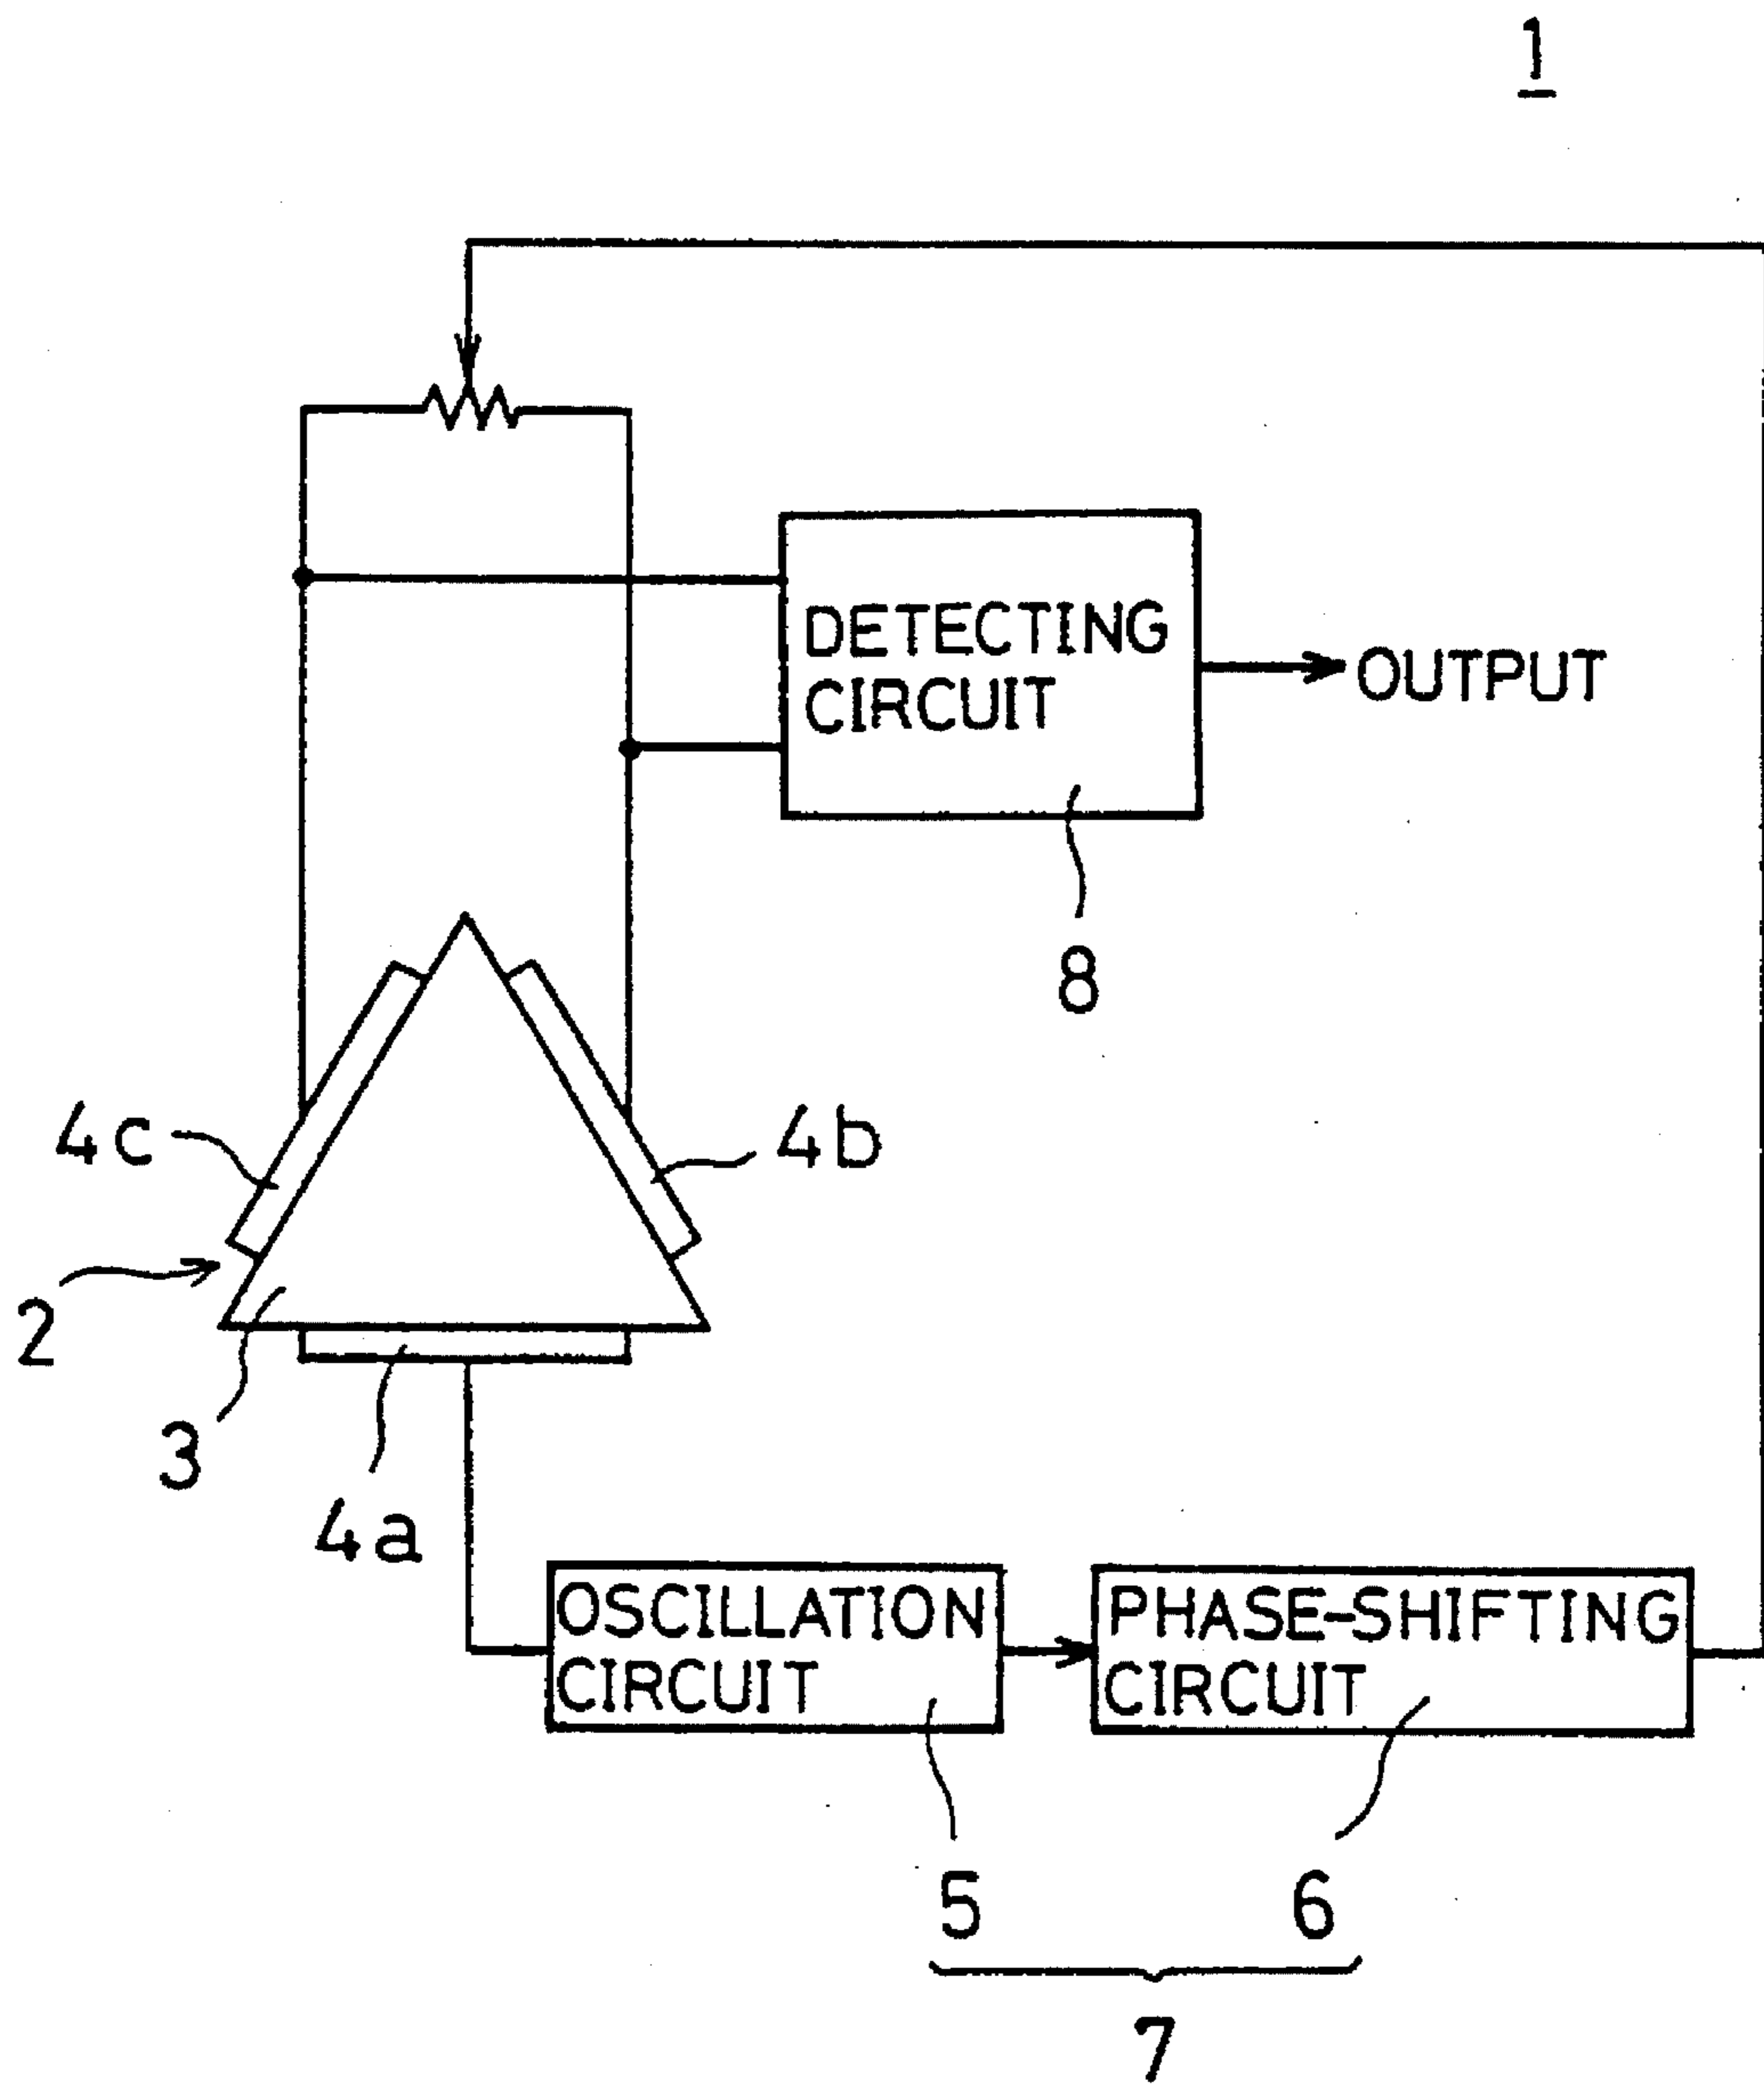 1
DETECTING
CIRCUIT
OUTPUT
8
4c
4b
2
3
4a
OSCILLATION
CIRCUIT
PHASE-SHIFTING
CIRCUIT
5
6
7